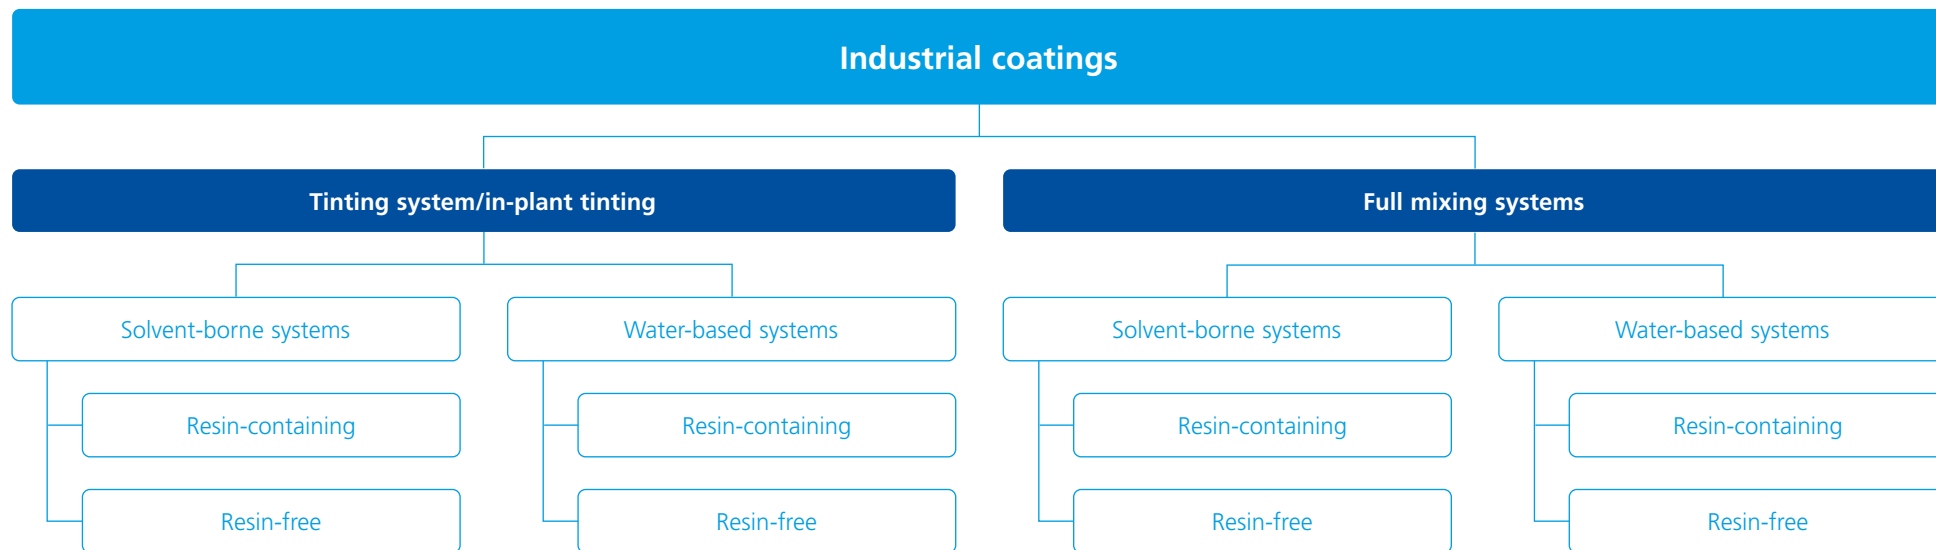 Industrial coatings
Tinting system/in-plant tinting
Full mixing systems
Solvent-borne systems
Water-based systems
Solvent-borne systems
Water-based systems
Resin-containing
Resin-containing
Resin-containing
Resin-containing
Resin-free
Resin-free
Resin-free
Resin-free